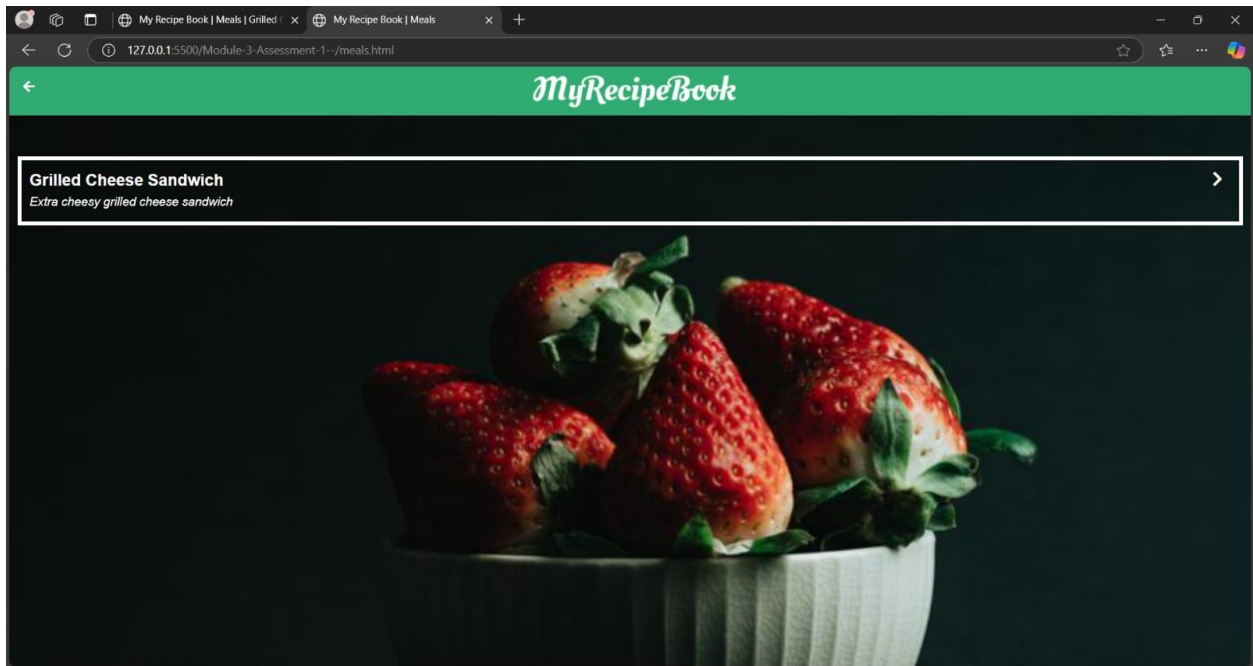 My Recipe Book | Meals | Grilled
My Recipe Book | Meals
127.0.0.1:5500/Module-3-Assessment-1--/meals.html
MyRecipeBook
Grilled Cheese Sandwich
Extra cheesy grilled cheese sandwich